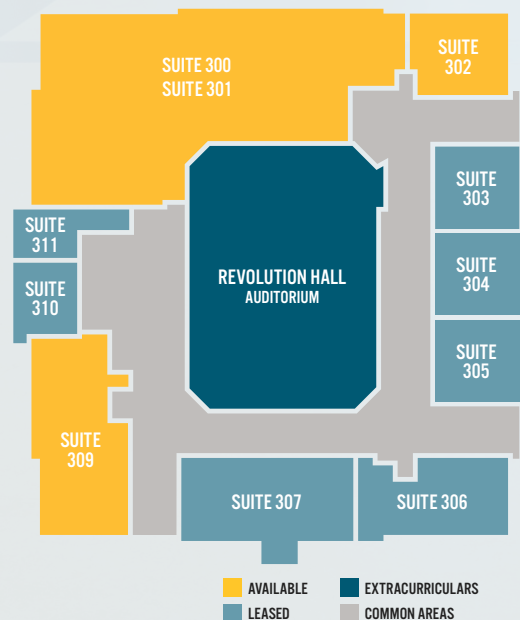 SUITE 300
SUITE 301
SUITE
302
SUITE
303
SUITE
311
SUITE
304
REVOLUTION HALL
AUDITORIUM
SUITE
310
SUITE
305
SUITE
309
SUITE 307
SUITE 306
AVAILABLE
EXTRACURRICULARS
LEASED
COMMON AREAS